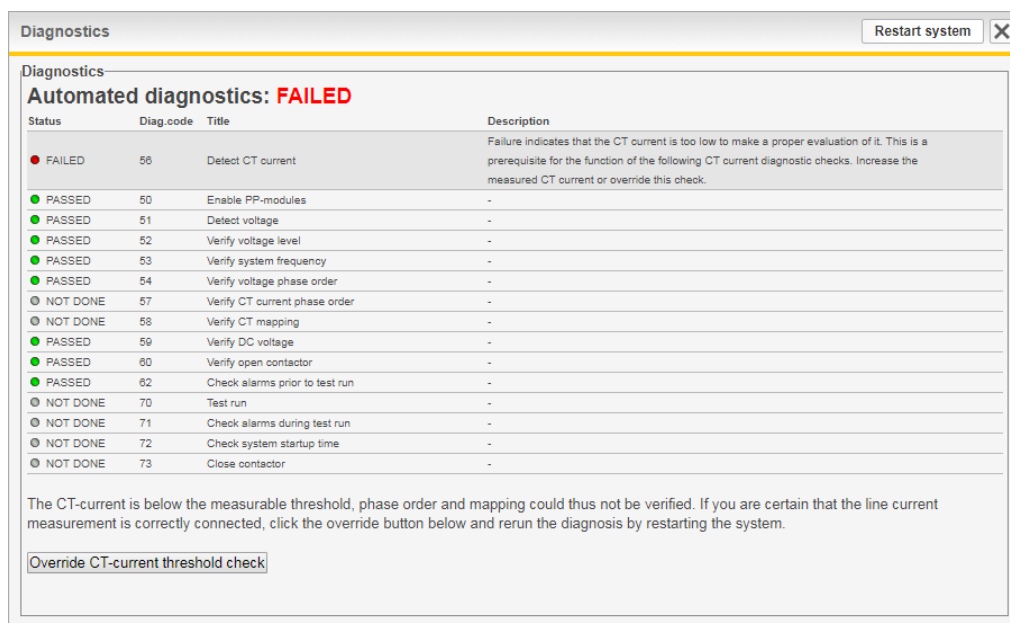 Diagnostics
Restart system
Diagnostics
Automated diagnostics: FAILED
Status Diag.code Title Description
FAILED 56 Detect CT current Failure indicates that the CT current is too low to make a proper evaluation of it. This is a
prerequisite for the function of the following CT current diagnostic checks. Increase the
measured CT current or override this check.
PASSED 50 Enable PP-modules -
PASSED 51 Detect voltage -
PASSED 52 Verify voltage level -
PASSED 53 Verify system frequency -
PASSED 54 Verify voltage phase order -
NOT DONE 57 Verify CT current phase order -
NOT DONE 58 Verify CT mapping -
PASSED 59 Verify DC voltage -
PASSED 60 Verify open contactor -
PASSED 62 Check alarms prior to test run -
NOT DONE 70 Test run -
NOT DONE 71 Check alarms during test run -
NOT DONE 72 Check system startup time -
NOT DONE 73 Close contactor -
The CT-current is below the measurable threshold, phase order and mapping could thus not be verified. If you are certain that the line current
measurement is correctly connected, click the override button below and rerun the diagnosis by restarting the system.
Override CT-current threshold check